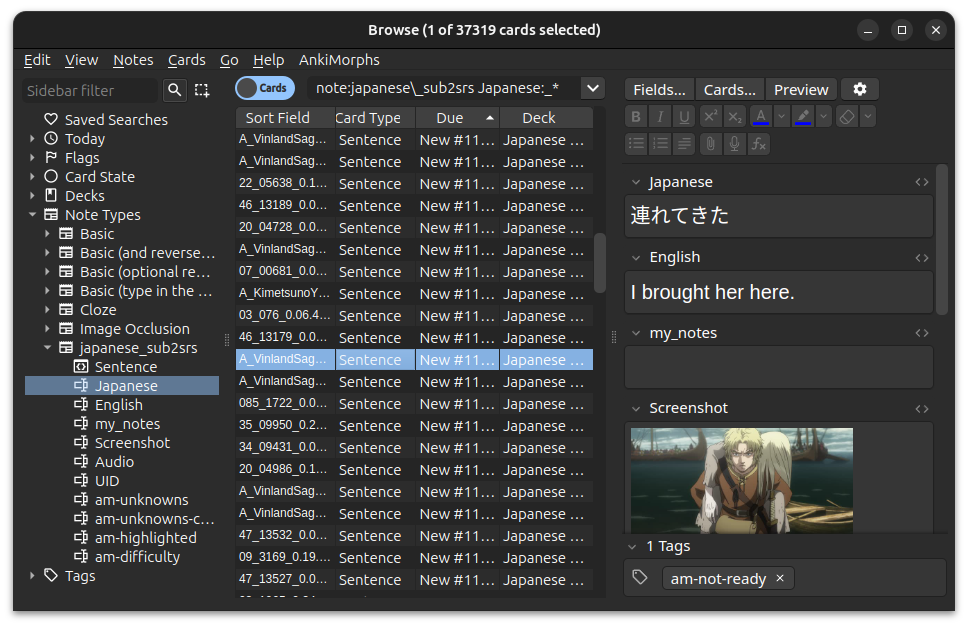 Browse (1 of 37319 cards selected)
Edit View Notes Cards Go Help AnkiMorphs
Sidebar filter
Saved Searches
Today
Flags
Card State
Decks
Note Types
Basic
Basic (and reverse…
Basic (optional re…
Basic (type in the …
Cloze
Image Occlusion
japanese_sub2srs
Sentence
Japanese
English
my_notes
Screenshot
Audio
UID
am-unknowns
am-unknowns-c…
am-highlighted
am-difficulty
Tags
Cards note:japanese\_sub2srs Japanese:_*
Sort Field Card Type Due Deck
A_VinlandSag… Sentence New #11… Japanese …
A_VinlandSag… Sentence New #11… Japanese …
22_05638_0.1… Sentence New #11… Japanese …
46_13189_0.0… Sentence New #11… Japanese …
20_04728_0.0… Sentence New #11… Japanese …
A_VinlandSag… Sentence New #11… Japanese …
07_00681_0.0… Sentence New #11… Japanese …
A_KimetsunoY… Sentence New #11… Japanese …
03_076_0.06.4… Sentence New #11… Japanese …
46_13179_0.0… Sentence New #11… Japanese …
A_VinlandSag… Sentence New #11… Japanese …
A_VinlandSag… Sentence New #11… Japanese …
085_1722_0.0… Sentence New #11… Japanese …
35_09950_0.2… Sentence New #11… Japanese …
34_09431_0.0… Sentence New #11… Japanese …
20_04986_0.1… Sentence New #11… Japanese …
A_VinlandSag… Sentence New #11… Japanese …
A_VinlandSag… Sentence New #11… Japanese …
47_13532_0.0… Sentence New #11… Japanese …
09_3169_0.19.… Sentence New #11… Japanese …
47_13527_0.0… Sentence New #11… Japanese …
Fields… Cards… Preview
B I U x² x₂ A
fx
Japanese
連れてきた
English
I brought her here.
my_notes
Screenshot
1 Tags
am-not-ready ×